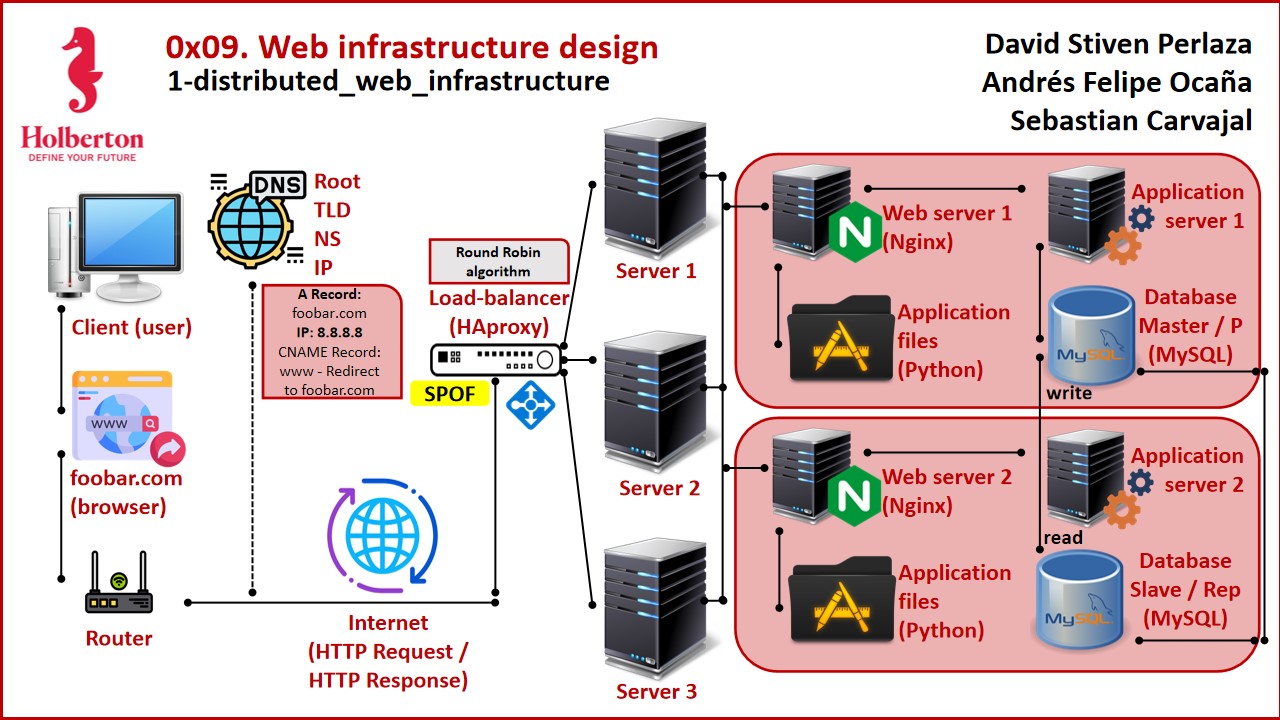 0x09. Web infrastructure design
1-distributed_web_infrastructure
David Stiven Perlaza
Andrés Felipe Ocaña
Sebastian Carvajal
Holberton
DEFINE YOUR FUTURE
DNS
Root
TLD
NS
IP
A Record:
foobar.com
IP: 8.8.8.8
CNAME Record:
www - Redirect
to foobar.com
Client (user)
WWW
foobar.com
(browser)
Router
Internet
(HTTP Request /
HTTP Response)
Round Robin
algorithm
Load-balancer
(HAproxy)
SPOF
Server 1
Server 2
Server 3
N
Web server 1
(Nginx)
Application
server 1
Application
files
(Python)
MySQL
Database
Master / P
(MySQL)
write
N
Web server 2
(Nginx)
Application
server 2
read
Application
files
(Python)
MySQL
Database
Slave / Rep
(MySQL)